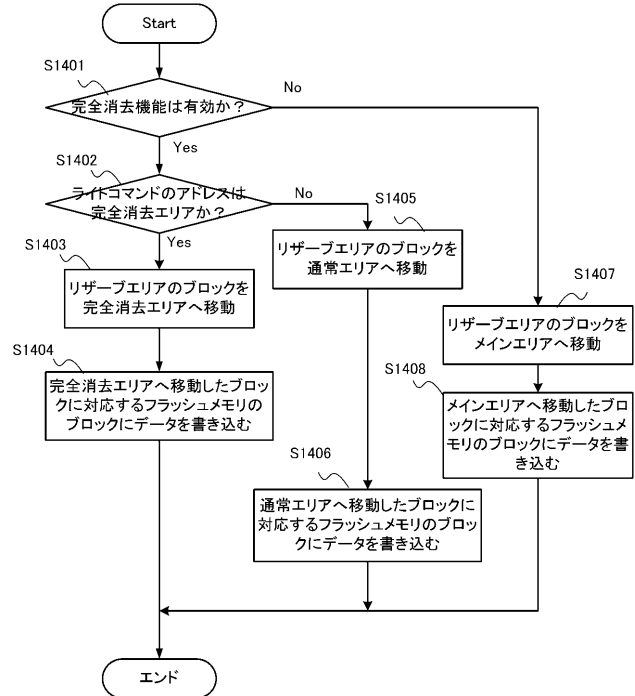 Start
S1401
完全消去機能は有効か？
No
Yes
S1402
ライトコマンドのアドレスは
完全消去エリアか？
No
Yes
S1403
リザーブエリアのブロックを
完全消去エリアへ移動
S1404
完全消去エリアへ移動したブロッ
クに対応するフラッシュメモリの
ブロックにデータを書き込む
S1405
リザーブエリアのブロックを
通常エリアへ移動
S1406
通常エリアへ移動したブロックに
対応するフラッシュメモリのブロッ
クにデータを書き込む
S1407
リザーブエリアのブロックを
メインエリアへ移動
S1408
メインエリアへ移動したブ
ロックに対応するフラッシュメ
モリのブロックにデータを書
き込む
エンド